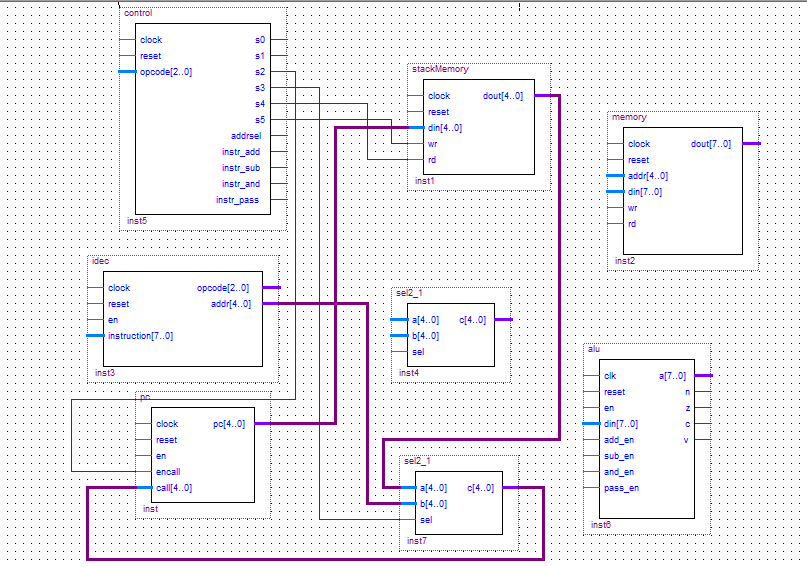 control
clock s0
reset s1
opcode[2..0] s2
s3
s4
s5
addrsel
instr_add
instr_sub
instr_and
instr_pass
inst5
stackMemory
clock dout[4..0]
reset
din[4..0]
wr
rd
inst1
memory
clock dout[7..0]
reset
addr[4..0]
din[7..0]
wr
rd
inst2
idec
clock opcode[2..0]
reset addr[4..0]
en
instruction[7..0]
inst3
sel2_1
a[4..0] c[4..0]
b[4..0]
sel
inst4
alu
clk a[7..0]
reset n
en z
din[7..0] c
add_en v
sub_en
and_en
pass_en
inst6
pc
clock pc[4..0]
reset
en
encall
call[4..0]
inst
sel2_1
a[4..0] c[4..0]
b[4..0]
sel
inst7